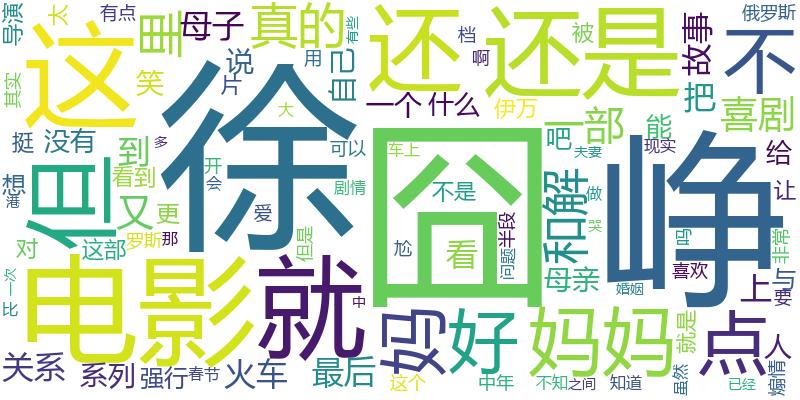 导演
太
有点
里
母子
真的
还
还是
档
被
俄罗斯
故事
不
这
其实
笑
片
说
用
自己
有些
啊
一个
什么
伊万
把
喜剧
挺
没有
到
多
徐
大
囧
车上
一部
吧
能
夫妻
现实
给
峥
想
港
但
看到
又
更
开
会
可以
剧情
不是
和解
做
哭
让
对
这部
罗斯
那
爱
但是
尬
看
问题
半段
母亲
吗
喜欢
非常
比
一次
电影
就
中
婚姻
上
与
要
妈
好
妈妈
就是
点
人
关系
系列
强行
春节
火车
最后
这个
中年
不知
之间
知道
虽然
已经
煽情